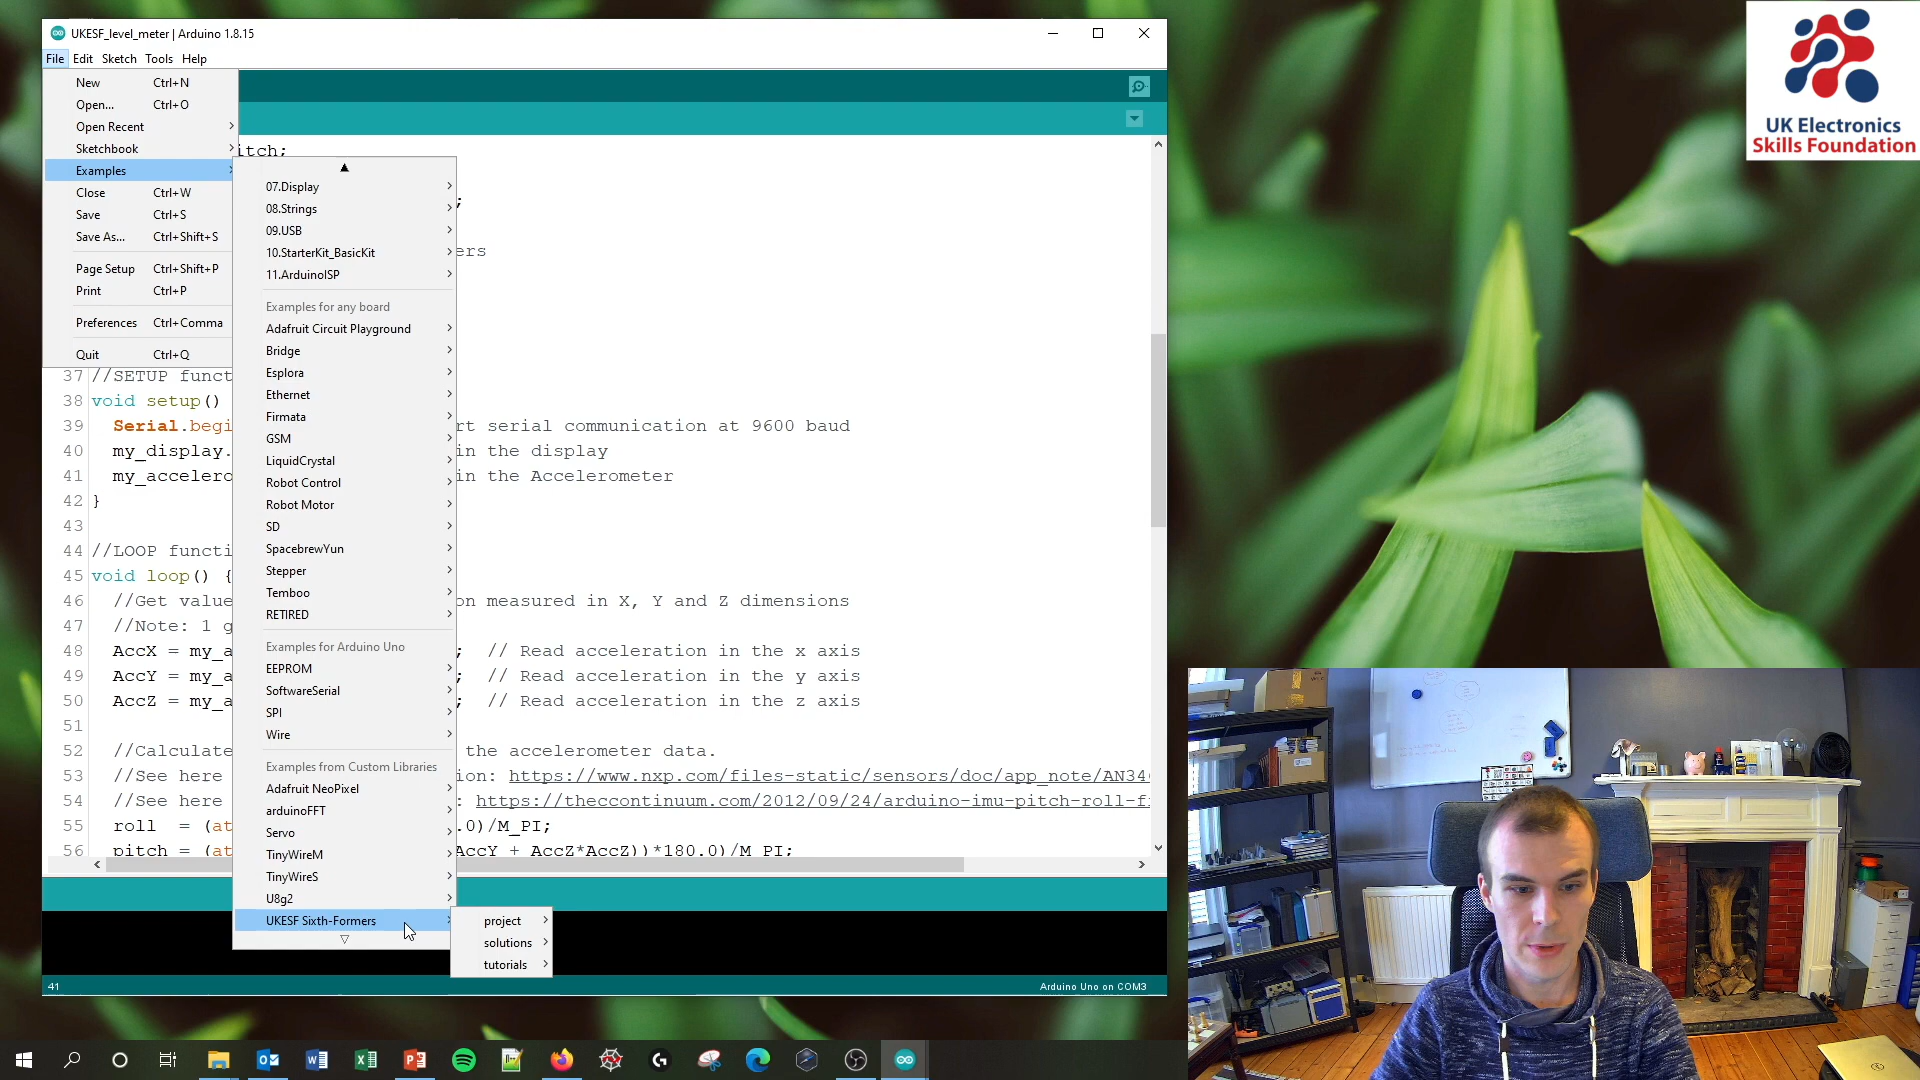 UKESF_level_meter | Arduino 1.8.15
File Edit Sketch Tools Help
New Ctrl+N
Open... Ctrl+O
Open Recent
Sketchbook
Examples
Close Ctrl+W
Save Ctrl+S
Save As... Ctrl+Shift+S
Page Setup Ctrl+Shift+P
Print Ctrl+P
Preferences Ctrl+Comma
Quit Ctrl+Q
07.Display
08.Strings
09.USB
10.StarterKit_BasicKit
11.ArduinoISP
Examples for any board
Adafruit Circuit Playground
Bridge
Esplora
Ethernet
Firmata
GSM
LiquidCrystal
Robot Control
Robot Motor
SD
SpacebrewYun
Stepper
Temboo
RETIRED
Examples for Arduino Uno
EEPROM
SoftwareSerial
SPI
Wire
Examples from Custom Libraries
Adafruit NeoPixel
arduinoFFT
Servo
TinyWireM
TinyWireS
U8g2
UKESF Sixth-Formers
project
solutions
tutorials
itch;
;
ers
37 //SETUP funct
38 void setup()
39 Serial.begi rt serial communication at 9600 baud
40 my_display. in the display
41 my_accelero in the Accelerometer
42 }
43
44 //LOOP functi
45 void loop() {
46 //Get value on measured in X, Y and Z dimensions
47 //Note: 1 g
48 AccX = my_a ; // Read acceleration in the x axis
49 AccY = my_a ; // Read acceleration in the y axis
50 AccZ = my_a ; // Read acceleration in the z axis
51
52 //Calculate the accelerometer data.
53 //See here ion: https://www.nxp.com/files-static/sensors/doc/app_note/AN34
54 //See here : https://theccontinuum.com/2012/09/24/arduino-imu-pitch-roll-f
55 roll = (at .0)/M_PI;
56 pitch = (at AccY + AccZ*AccZ))*180.0)/M_PI;
41
Arduino Uno on COM3
UK Electronics
Skills Foundation